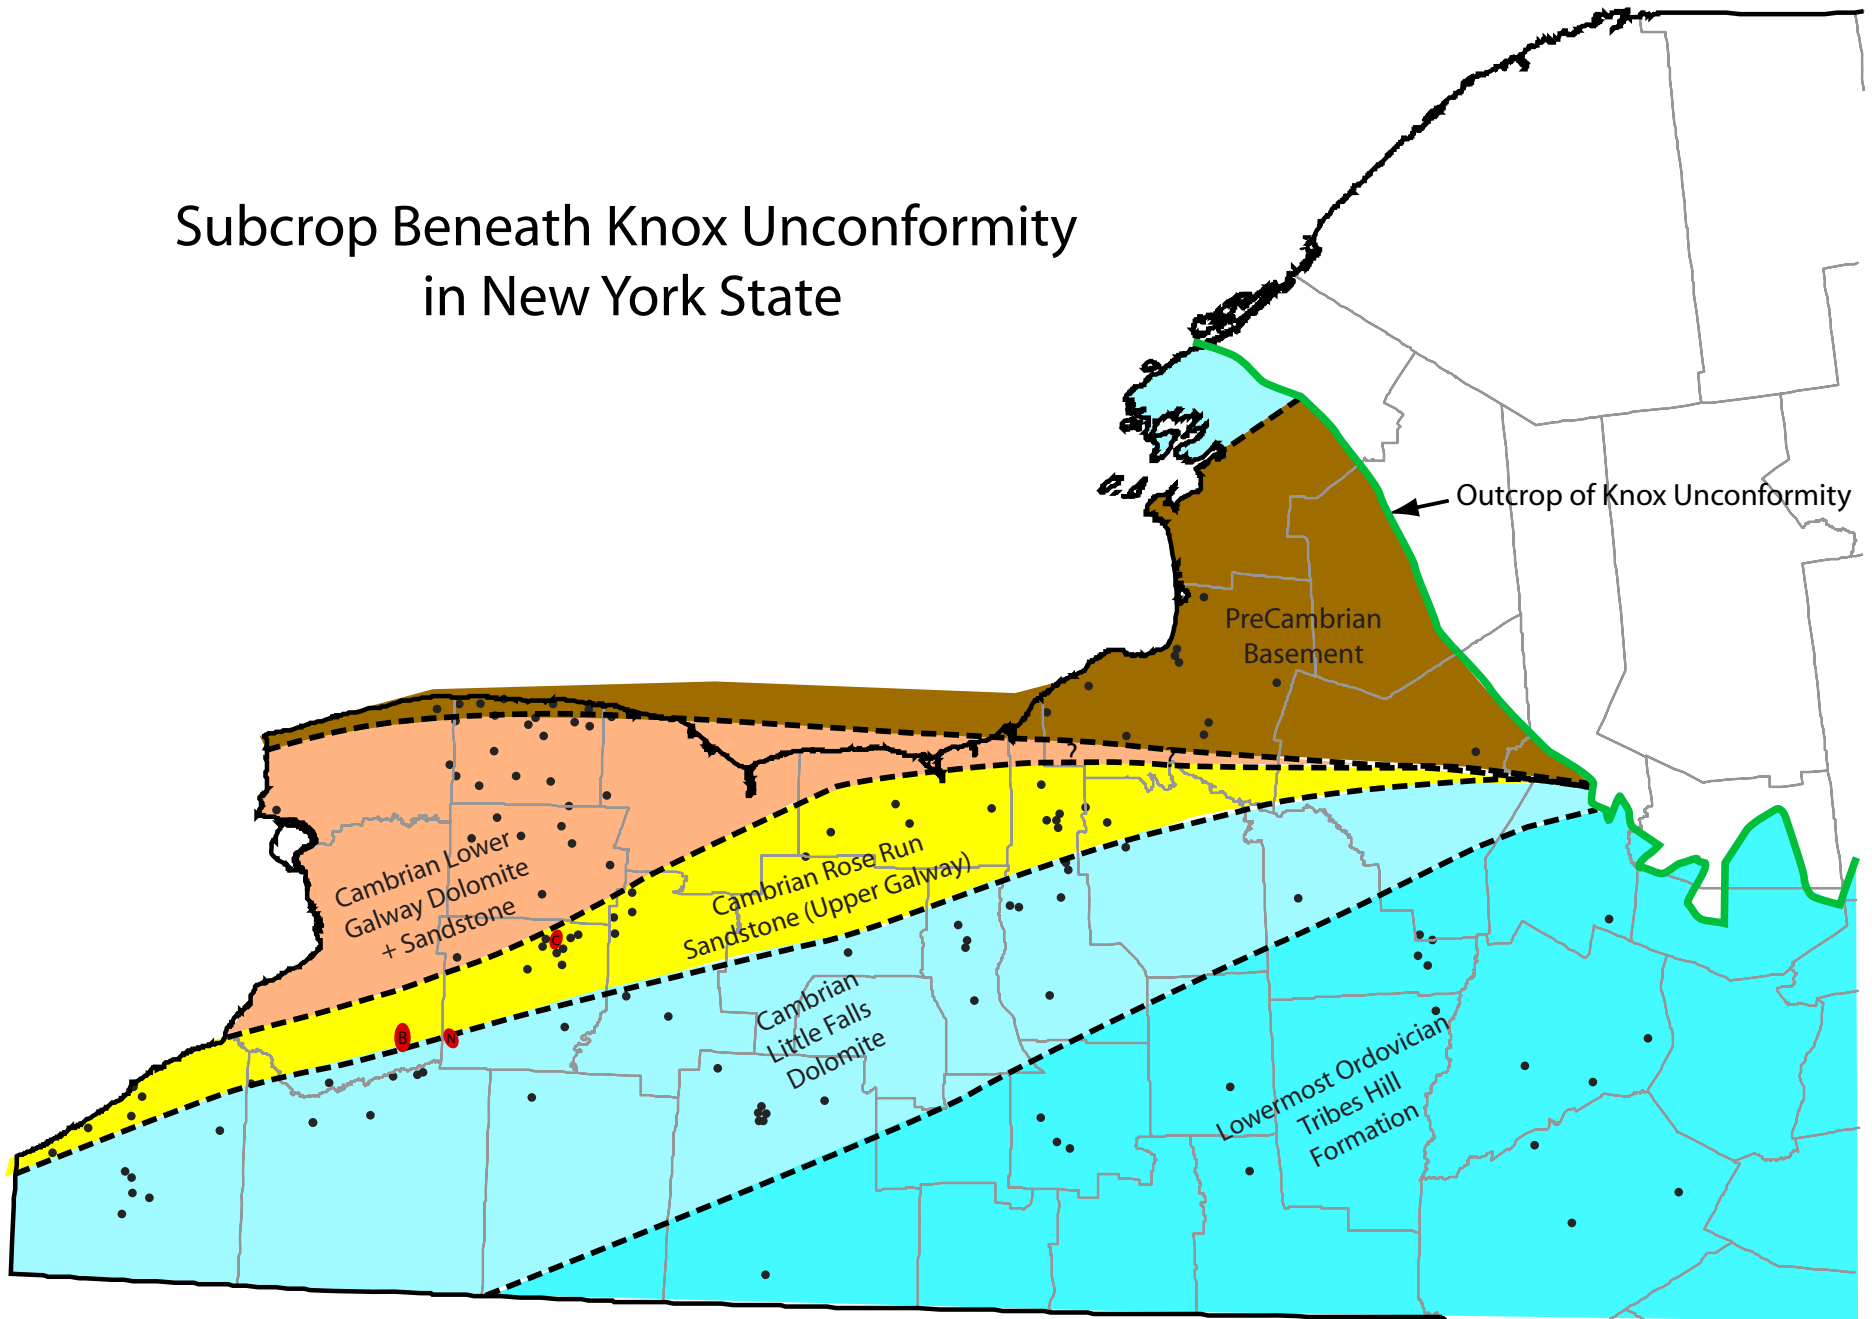 Subcrop Beneath Knox Unconformity
in New York State
Outcrop of Knox Unconformity
PreCambrian
Basement
?
?
Cambrian Lower
Galway Dolomite
+ Sandstone
Cambrian Rose Run
Sandstone (Upper Galway)
C
B
N
Cambrian
Little Falls
Dolomite
Lowermost Ordovician
Tribes Hill
Formation